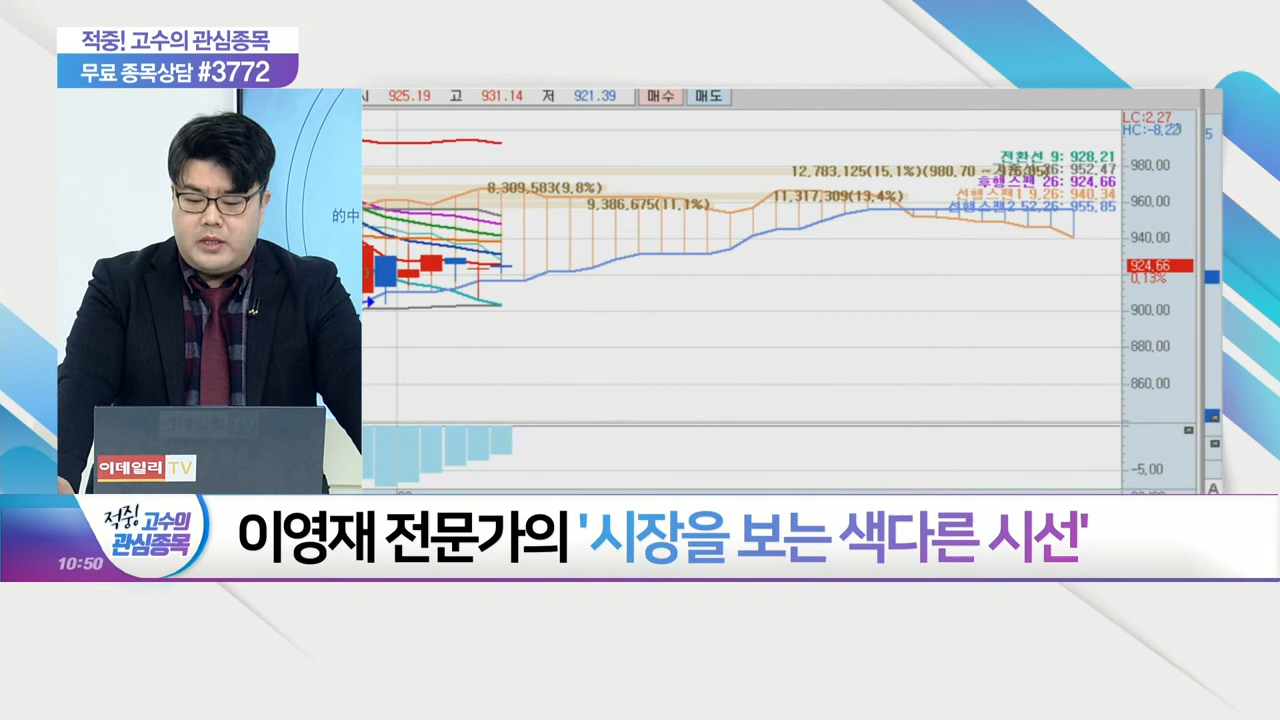 적중! 고수의 관심종목
무료 종목상담 #3772
925.19 고 931.14 저 921.39 매수 매도
LC:2,27
HC:-8,22
5
전환선 9: 928.21
980,00
12,783,125(15.1%)(980.70 ~
26: 952.47
후행스팬 26: 924.66
8,309,583(9.8%)
11,317,309(13.4%)
선행스팬1 9,26: 940.34
960,00
9,386,675(11.1%)
선행스팬2 52,26: 955.85
的中
940,00
924,66
0,13%
900,00
880,00
860,00
-5,00
A
이데일리 TV
적중! 고수의
관심종목
10:50
이영재 전문가의 '시장을 보는 색다른 시선'